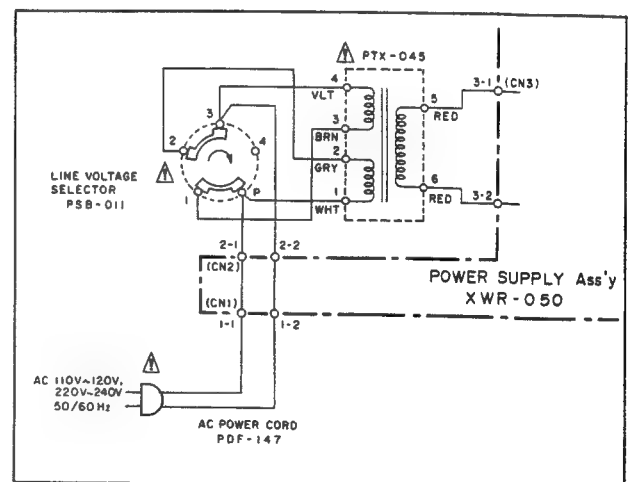 PTX-045
3-1 (CN3)
4
VLT
3
5
RED
2
4
3
BRN
2
GRY
LINE VOLTAGE
SELECTOR
PSB-011
1
P
1
WHT
6
RED
3-2
2-1
2-2
(CN2)
POWER SUPPLY Ass'y
XWR-050
(CN1)
1-1
1-2
AC 110V~120V,
220V~240V
50/60Hz
AC POWER CORD
PDF-147